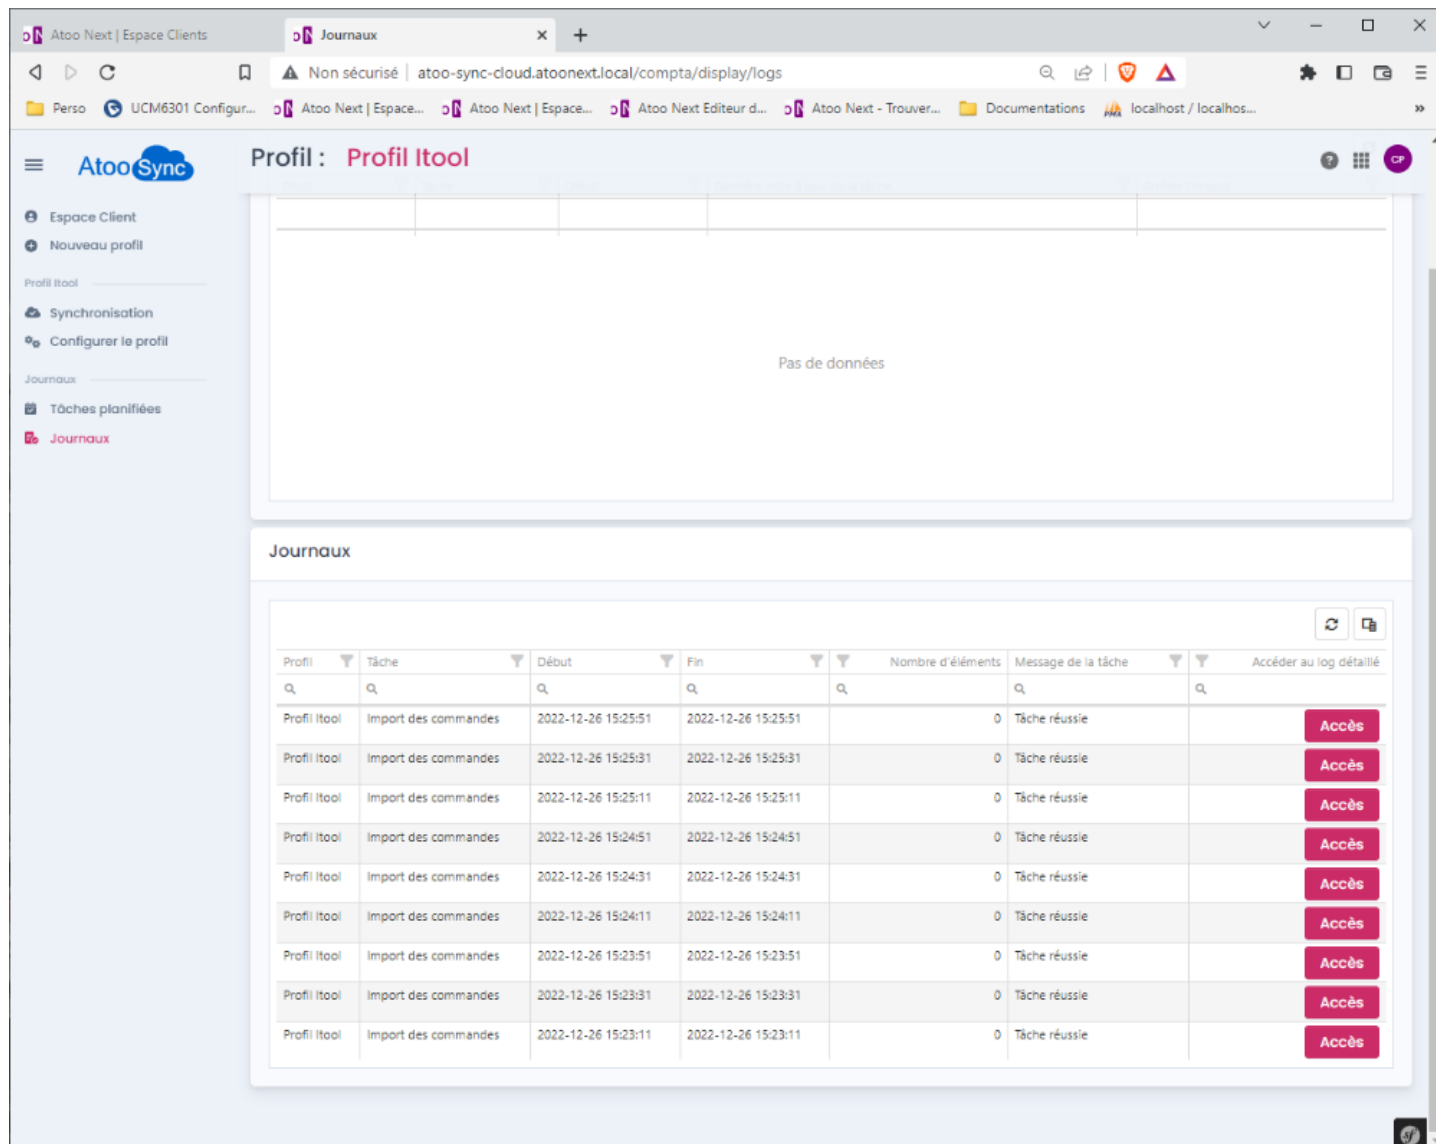 Atoo Next | Espace Clients
Journaux
Non sécurisé | atoo-sync-cloud.atoonext.local/compta/display/logs
Perso
UCM6301 Configur...
Atoo Next | Espace...
Atoo Next | Espace...
Atoo Next Editeur d...
Atoo Next - Trouver...
Documentations
localhost / localhos...
»
Atoo Sync
Profil : Profil Itool
CP
Espace Client
Nouveau profil
Profil Itool
Synchronisation
Configurer le profil
Journaux
Tâches planifiées
Journaux
Pas de données
Journaux
Profil Tâche Début Fin Nombre d'éléments Message de la tâche Accéder au log détaillé
Profil Itool Import des commandes 2022-12-26 15:25:51 2022-12-26 15:25:51 0 Tâche réussie Accès
Profil Itool Import des commandes 2022-12-26 15:25:31 2022-12-26 15:25:31 0 Tâche réussie Accès
Profil Itool Import des commandes 2022-12-26 15:25:11 2022-12-26 15:25:11 0 Tâche réussie Accès
Profil Itool Import des commandes 2022-12-26 15:24:51 2022-12-26 15:24:51 0 Tâche réussie Accès
Profil Itool Import des commandes 2022-12-26 15:24:31 2022-12-26 15:24:31 0 Tâche réussie Accès
Profil Itool Import des commandes 2022-12-26 15:24:11 2022-12-26 15:24:11 0 Tâche réussie Accès
Profil Itool Import des commandes 2022-12-26 15:23:51 2022-12-26 15:23:51 0 Tâche réussie Accès
Profil Itool Import des commandes 2022-12-26 15:23:31 2022-12-26 15:23:31 0 Tâche réussie Accès
Profil Itool Import des commandes 2022-12-26 15:23:11 2022-12-26 15:23:11 0 Tâche réussie Accès